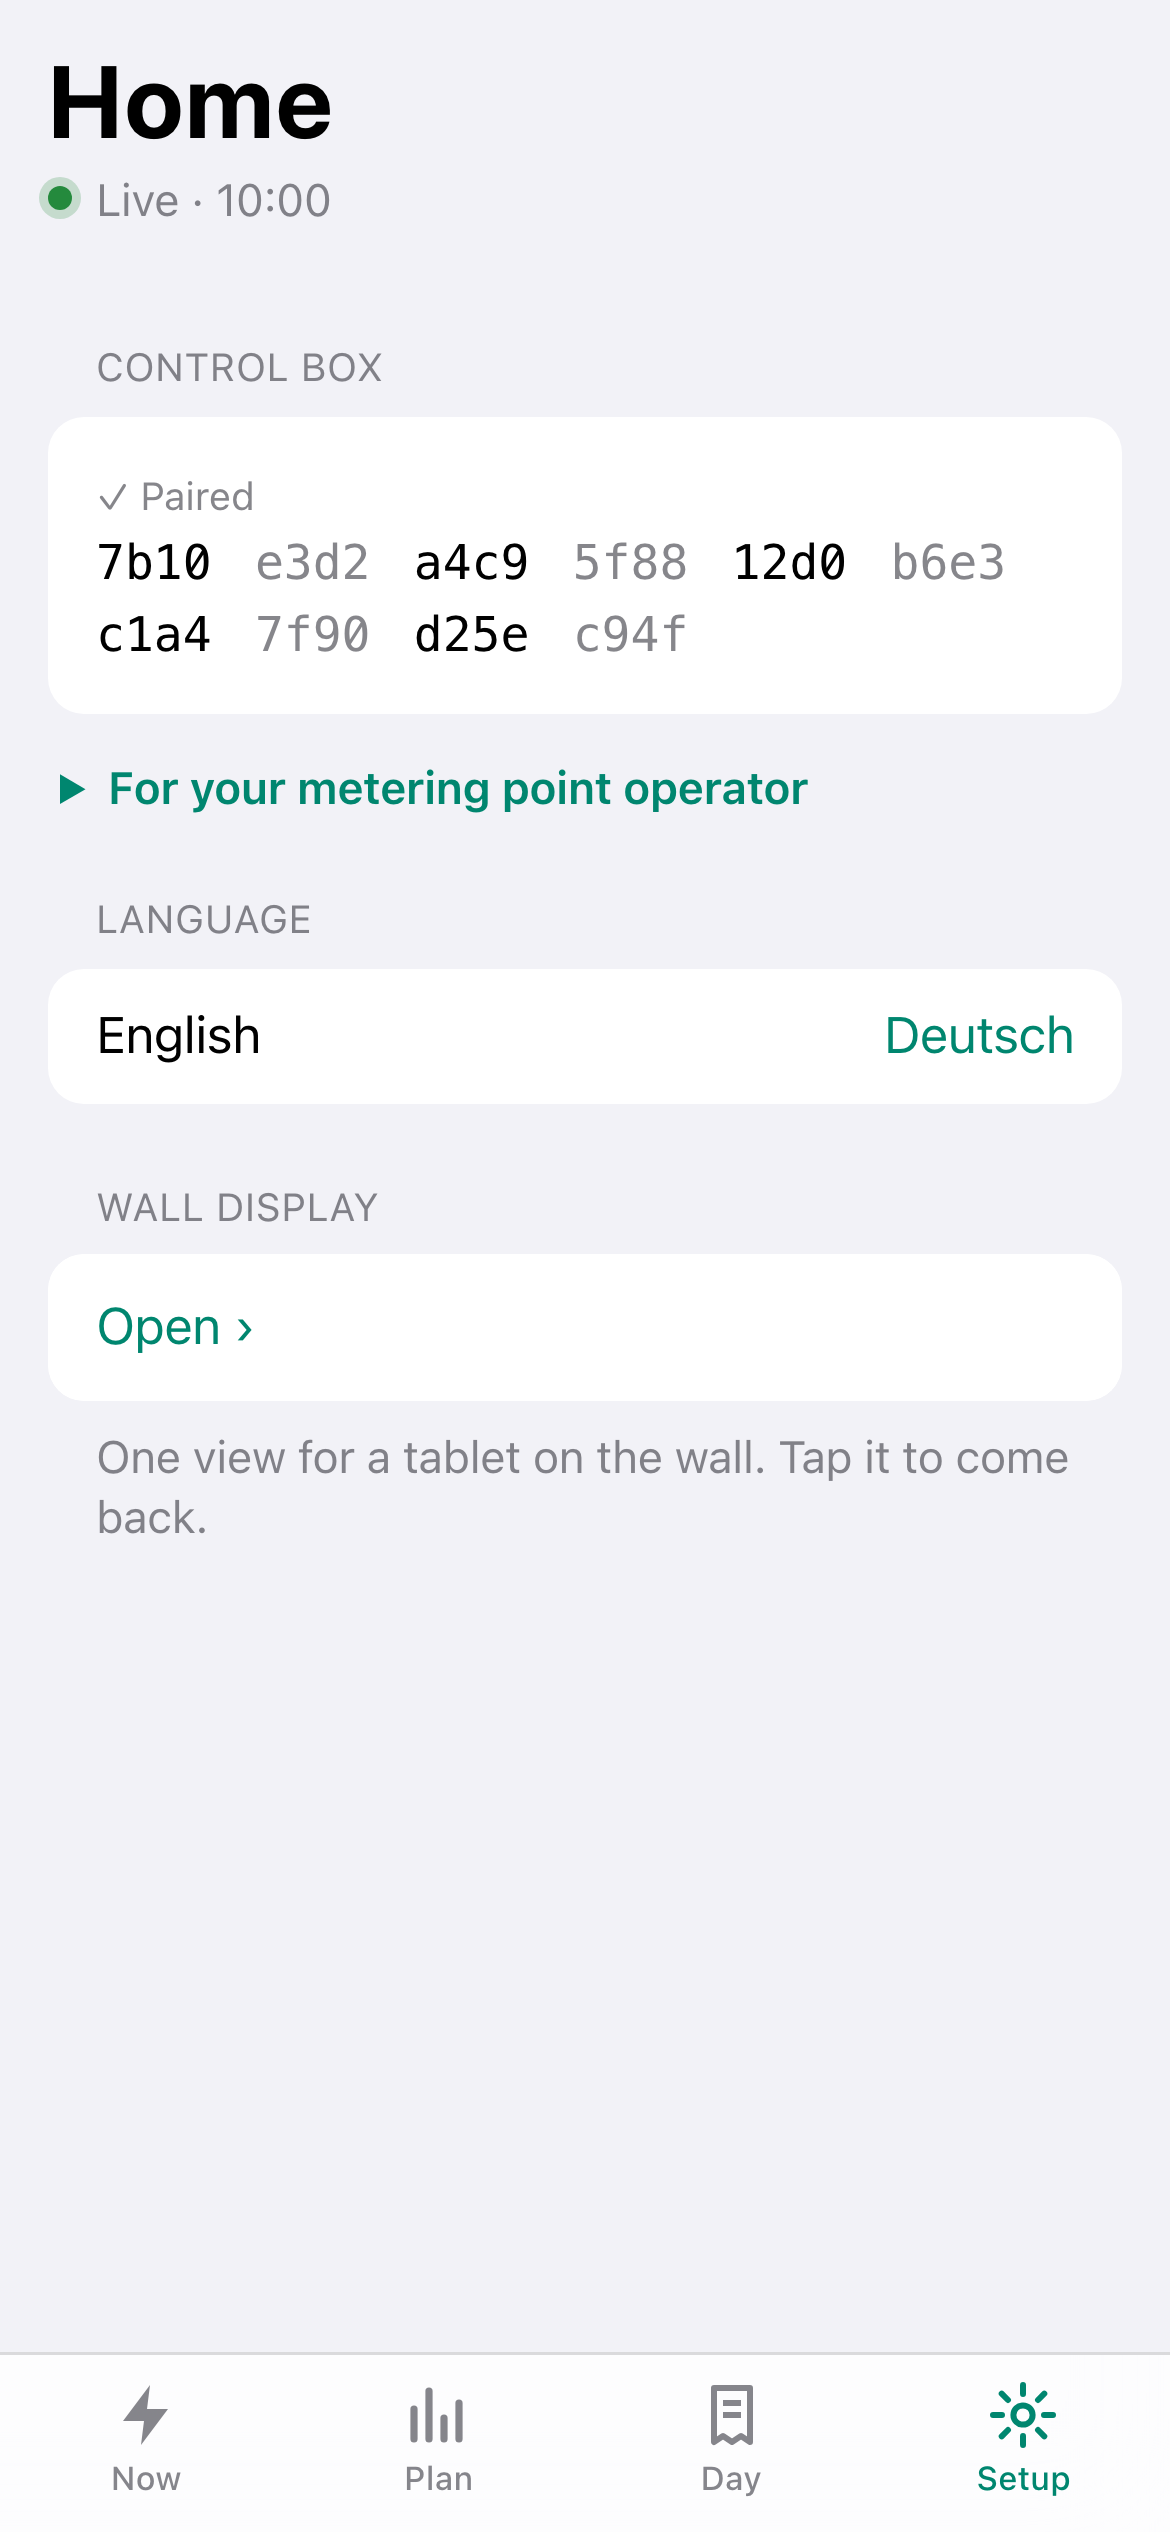 Home
Live · 10:00
CONTROL BOX
✓ Paired
7b10 e3d2 a4c9 5f88 12d0 b6e3
c1a4 7f90 d25e c94f
▶ For your metering point operator
LANGUAGE
English Deutsch
WALL DISPLAY
Open ›
One view for a tablet on the wall. Tap it to come
back.
Now Plan Day Setup